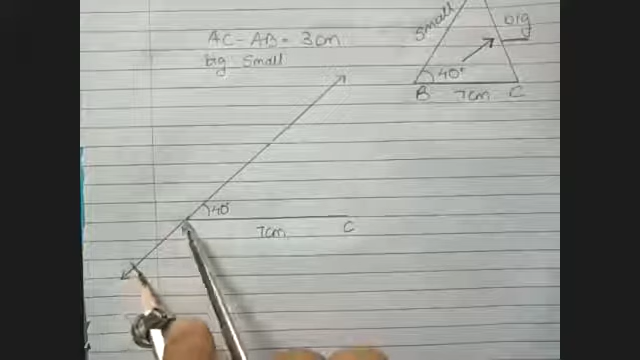 AC - AB = 3cm
big small
small
big
40°
B 7cm C
40°
7cm C